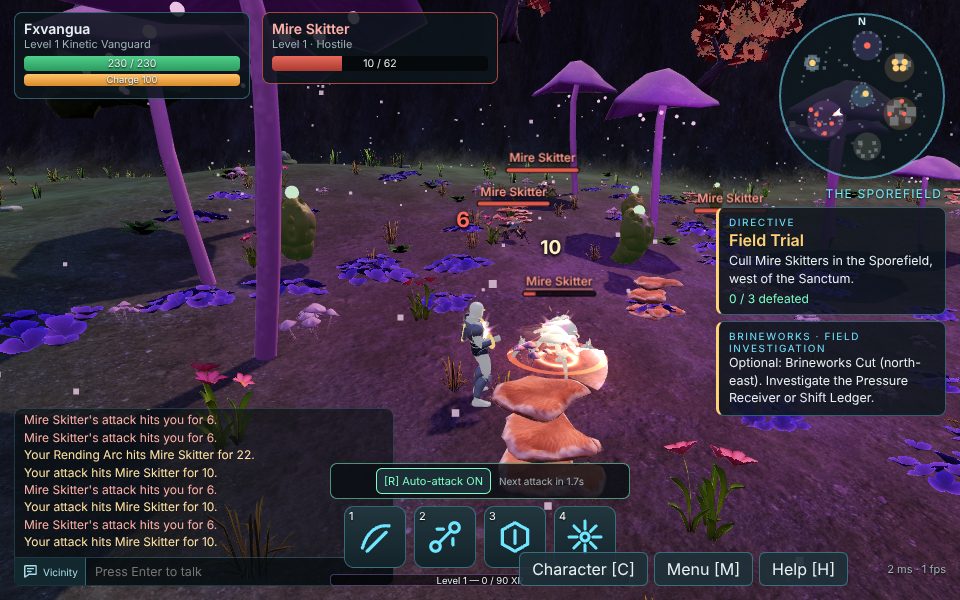 Fxvangua
Level 1 Kinetic Vanguard
230 / 230
Charge 100
Mire Skitter
Level 1 · Hostile
10 / 62
N
THE SPOREFIELD
Mire Skitter
Mire Skitter
Mire Skitter
6
10
Mire Skitter
DIRECTIVE
Field Trial
Cull Mire Skitters in the Sporefield,
west of the Sanctum.
0 / 3 defeated
BRINEWORKS · FIELD
INVESTIGATION
Optional: Brineworks Cut (north-
east). Investigate the Pressure
Receiver or Shift Ledger.
Mire Skitter's attack hits you for 6.
Mire Skitter's attack hits you for 6.
Your Rending Arc hits Mire Skitter for 22.
Your attack hits Mire Skitter for 10.
Mire Skitter's attack hits you for 6.
Your attack hits Mire Skitter for 10.
Mire Skitter's attack hits you for 6.
Your attack hits Mire Skitter for 10.
Vicinity
Press Enter to talk
[R] Auto-attack ON
Next attack in 1.7s
1
2
3
4
Level 1 — 0 / 90
Character [C]
Menu [M]
Help [H]
2 ms · 1 fps